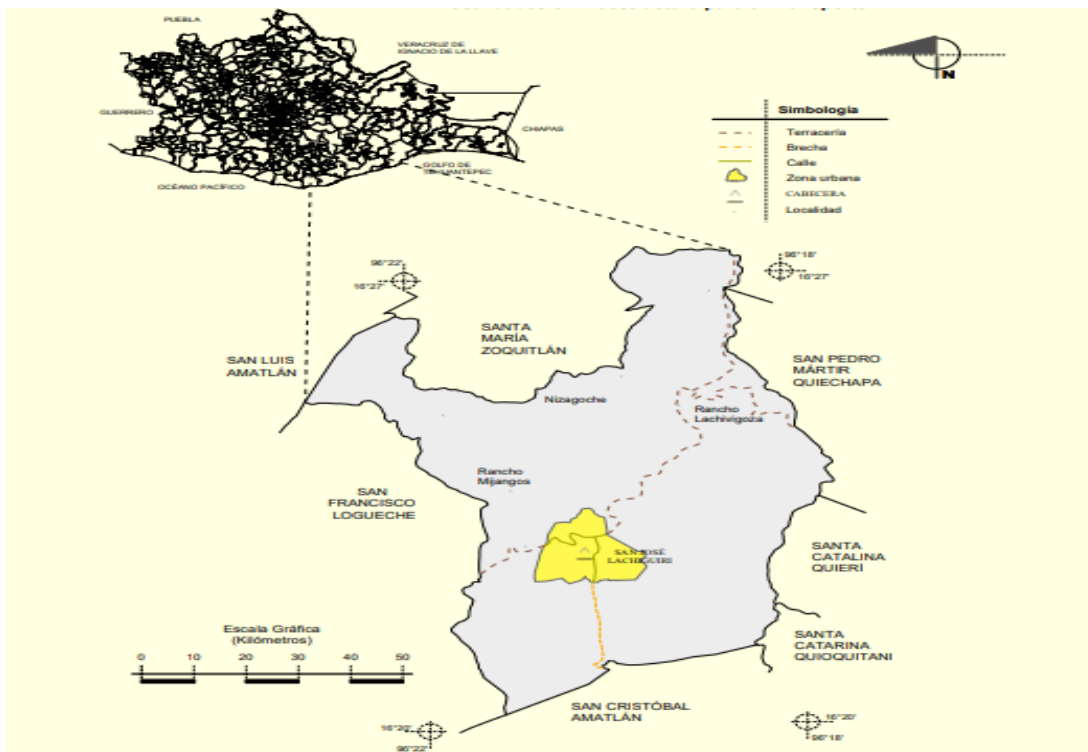 PUEBLA
VERACRUZ DE
IGNACIO DE LA LLAVE
GUERRERO
CHIAPAS
GOLFO DE
TEHUANTEPEC
OCÉANO PACÍFICO
N
Simbología
Terracería
Brecha
Calle
Zona urbana
CABECERA
Localidad
96°22'
16°27'
96°18'
16°27'
SANTA
MARÍA
ZOQUITLÁN
SAN LUIS
AMATLÁN
SAN PEDRO
MÁRTIR
QUIECHAPA
Nizagoche
Rancho
Lachivigoza
Rancho
Mijangos
SAN
FRANCISCO
LOGUECHE
SAN JOSÉ
LACHIGUIRI
SANTA
CATALINA
QUIERÍ
Escala Gráfica
(Kilómetros)
0 10 20 30 40 50
SANTA
CATARINA
QUIOQUITANI
SAN CRISTÓBAL
AMATLÁN
16°20'
96°22'
16°20'
96°18'